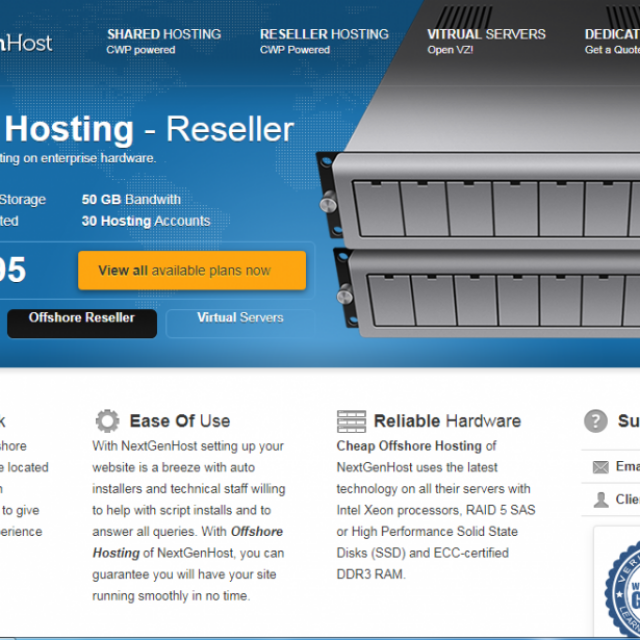 nHost
SHARED HOSTING
CWP powered
RESELLER HOSTING
CWP Powered
VITRUAL SERVERS
Open VZ!
DEDICAT
Get a Quote
Hosting - Reseller
ting on enterprise hardware.
Storage
50 GB Bandwith
ted
30 Hosting Accounts
95
View all available plans now
Offshore Reseller
Virtual Servers
k
shore
e located
n
to give
perience
Ease Of Use
With NextGenHost setting up your
website is a breeze with auto
installers and technical staff willing
to help with script installs and to
answer all queries. With Offshore
Hosting of NextGenHost, you can
guarantee you will have your site
running smoothly in no time.
Reliable Hardware
Cheap Offshore Hosting of
NextGenHost uses the latest
technology on all their servers with
Intel Xeon processors, RAID 5 SAS
or High Performance Solid State
Disks (SSD) and ECC-certified
DDR3 RAM.
? Su
Ema
Clie